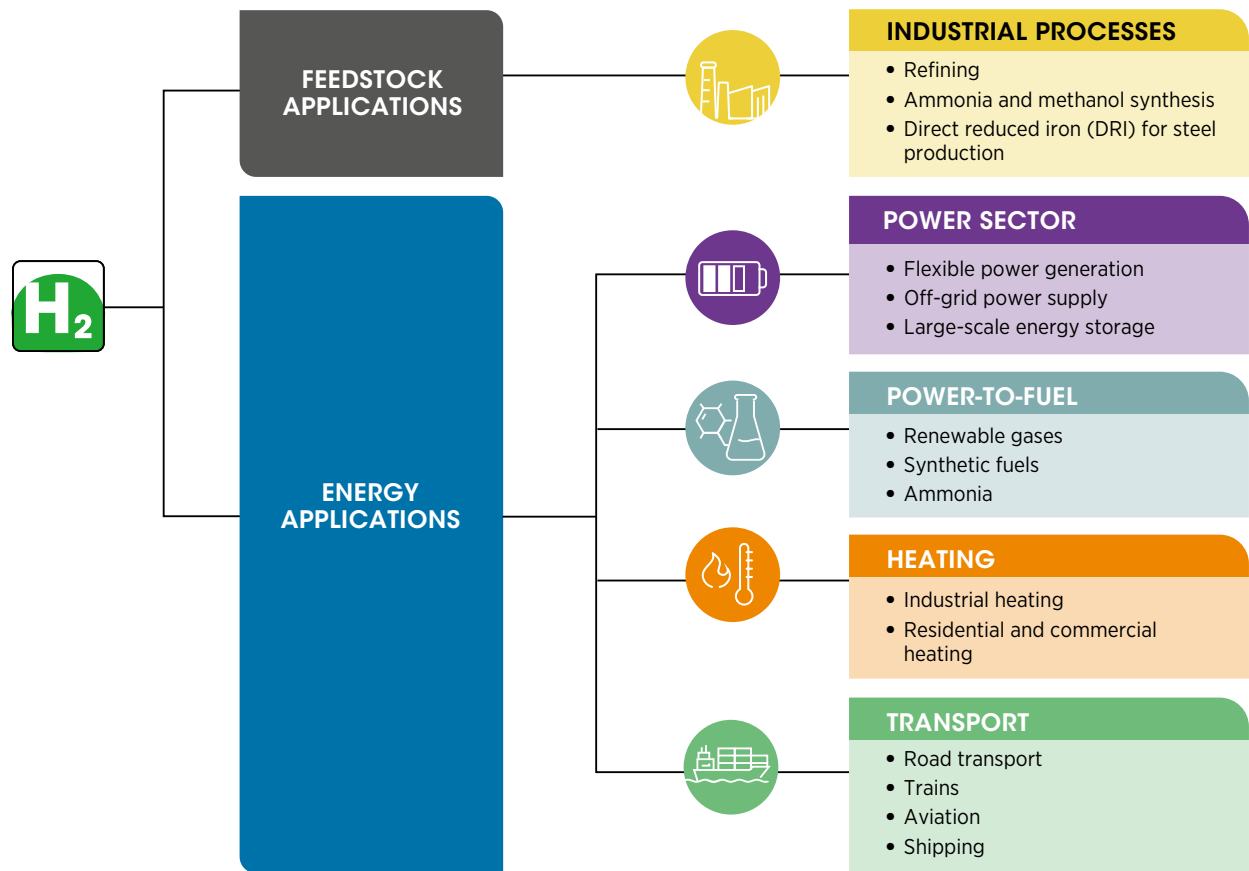 H2
FEEDSTOCK
APPLICATIONS
INDUSTRIAL PROCESSES
• Refining
• Ammonia and methanol synthesis
• Direct reduced iron (DRI) for steel
production
ENERGY
APPLICATIONS
POWER SECTOR
• Flexible power generation
• Off-grid power supply
• Large-scale energy storage
POWER-TO-FUEL
• Renewable gases
• Synthetic fuels
• Ammonia
HEATING
• Industrial heating
• Residential and commercial
heating
TRANSPORT
• Road transport
• Trains
• Aviation
• Shipping